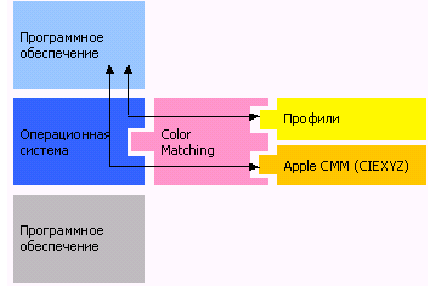 Программное
обеспечение
Операционная
система
Color
Matching
Профили
Apple CMM (CIEXYZ)
Программное
обеспечение